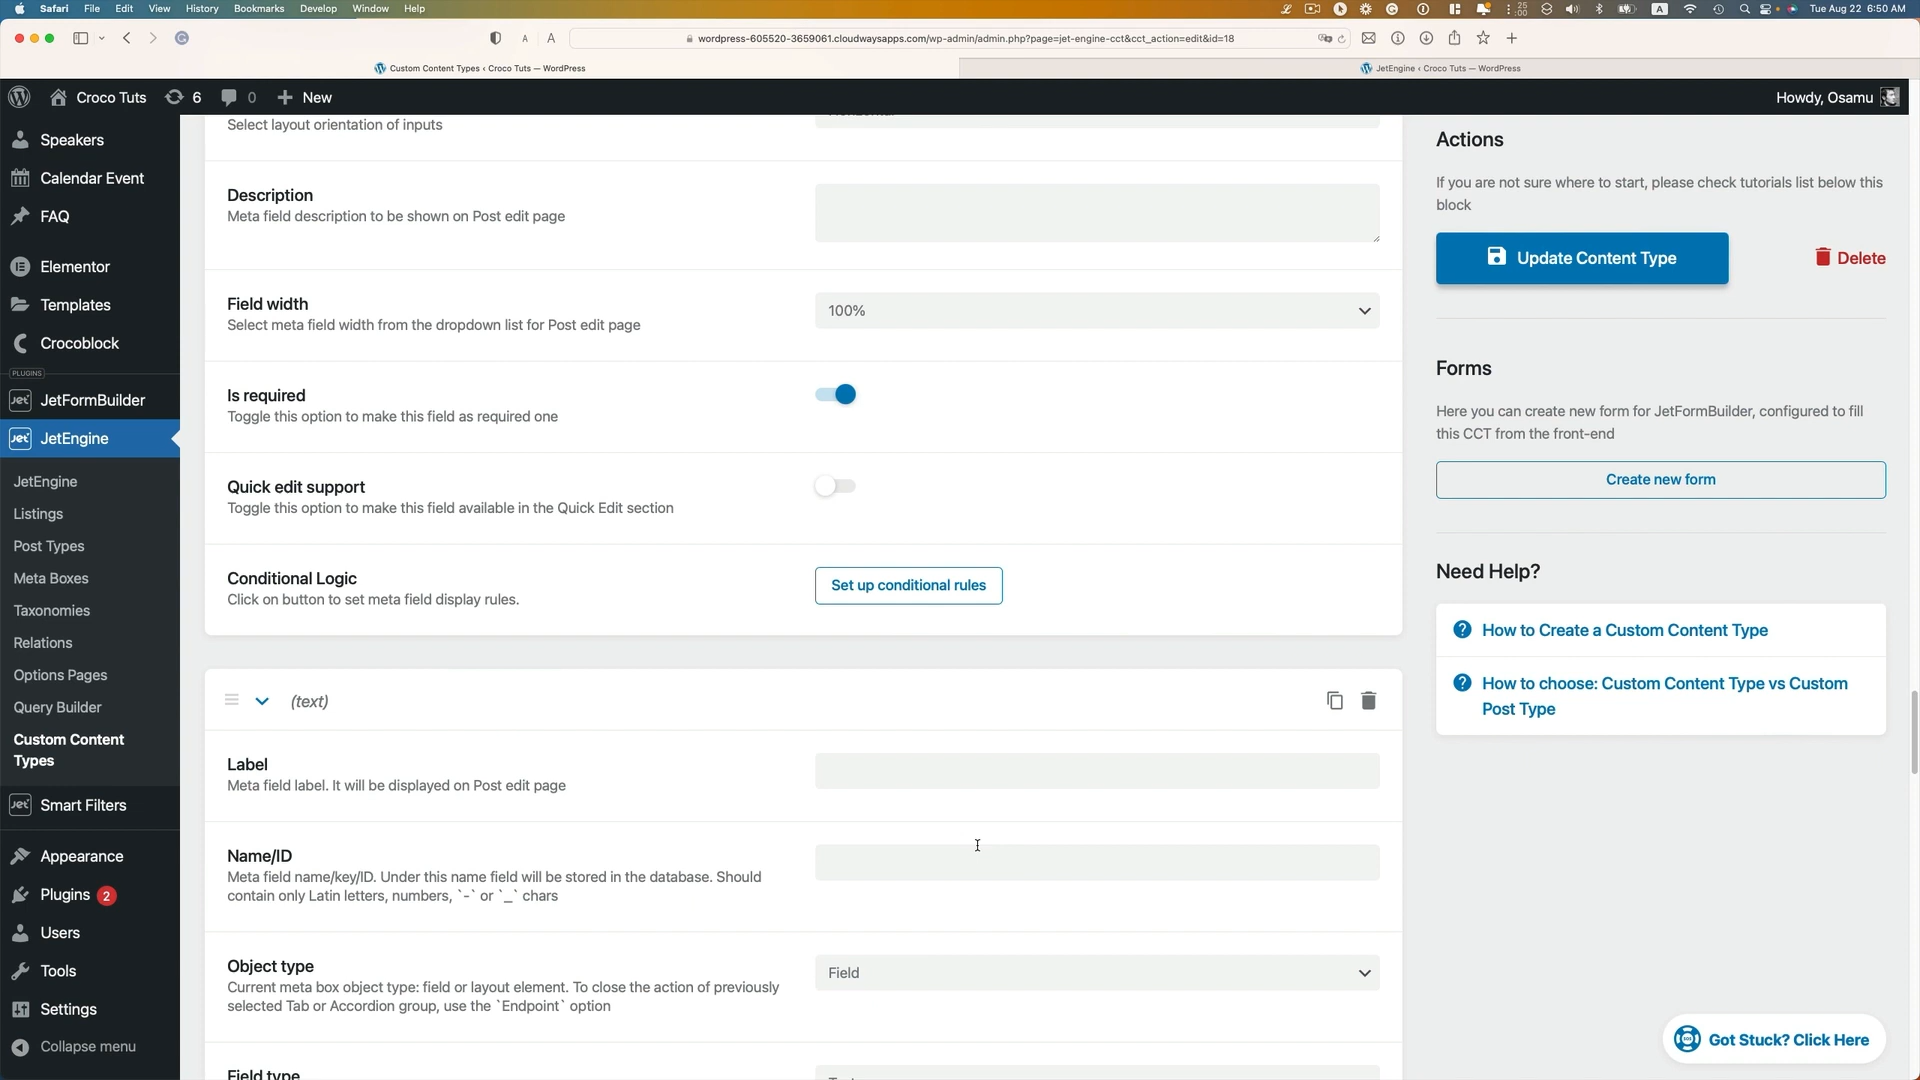 Safari File Edit View History Bookmarks Develop Window Help
25
:00
A
Tue Aug 22 6:50 AM
A A
wordpress-605520-3659061.cloudwaysapps.com/wp-admin/admin.php?page=jet-engine-cct&cct_action=edit&id=18
Custom Content Types ‹ Croco Tuts — WordPress
JetEngine ‹ Croco Tuts — WordPress
Croco Tuts 6 0 New
Howdy, Osamu
Speakers
Calendar Event
FAQ
Elementor
Templates
Crocoblock
PLUGINS
Jet JetFormBuilder
Jet JetEngine
JetEngine
Listings
Post Types
Meta Boxes
Taxonomies
Relations
Options Pages
Query Builder
Custom Content
Types
Jet Smart Filters
Appearance
Plugins 2
Users
Tools
Settings
Collapse menu
Select layout orientation of inputs
Description
Meta field description to be shown on Post edit page
Field width
Select meta field width from the dropdown list for Post edit page
100%
Is required
Toggle this option to make this field as required one
Quick edit support
Toggle this option to make this field available in the Quick Edit section
Conditional Logic
Click on button to set meta field display rules.
Set up conditional rules
(text)
Label
Meta field label. It will be displayed on Post edit page
Name/ID
Meta field name/key/ID. Under this name field will be stored in the database. Should
contain only Latin letters, numbers, `-` or `_` chars
Object type
Current meta box object type: field or layout element. To close the action of previously
selected Tab or Accordion group, use the `Endpoint` option
Field
Field type
Actions
If you are not sure where to start, please check tutorials list below this
block
Update Content Type
Delete
Forms
Here you can create new form for JetFormBuilder, configured to fill
this CCT from the front-end
Create new form
Need Help?
How to Create a Custom Content Type
How to choose: Custom Content Type vs Custom
Post Type
Got Stuck? Click Here